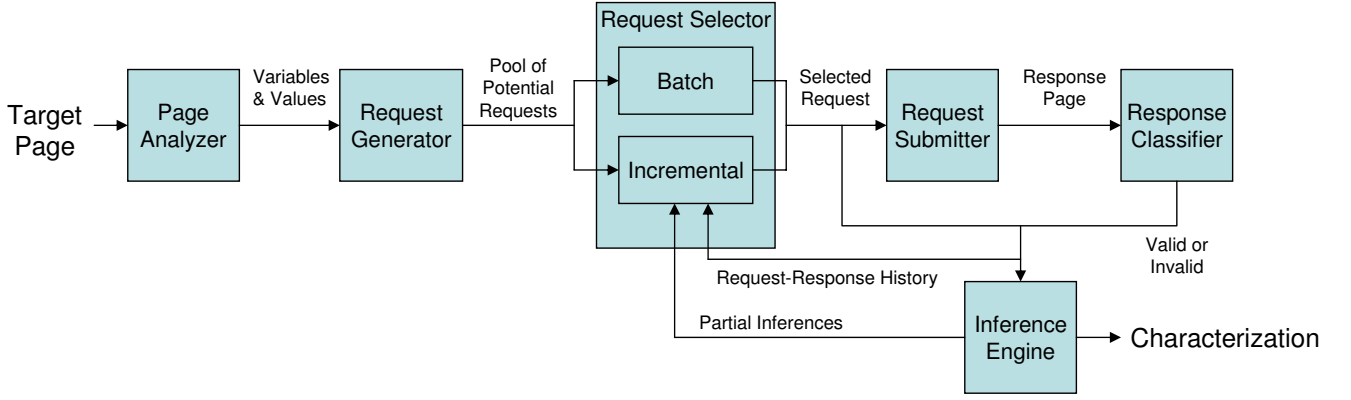 Request Selector
Target
Page
Page
Analyzer
Variables
& Values
Request
Generator
Pool of
Potential
Requests
Batch
Incremental
Selected
Request
Request
Submitter
Response
Page
Response
Classifier
Valid or
Invalid
Request-Response History
Partial Inferences
Inference
Engine
Characterization